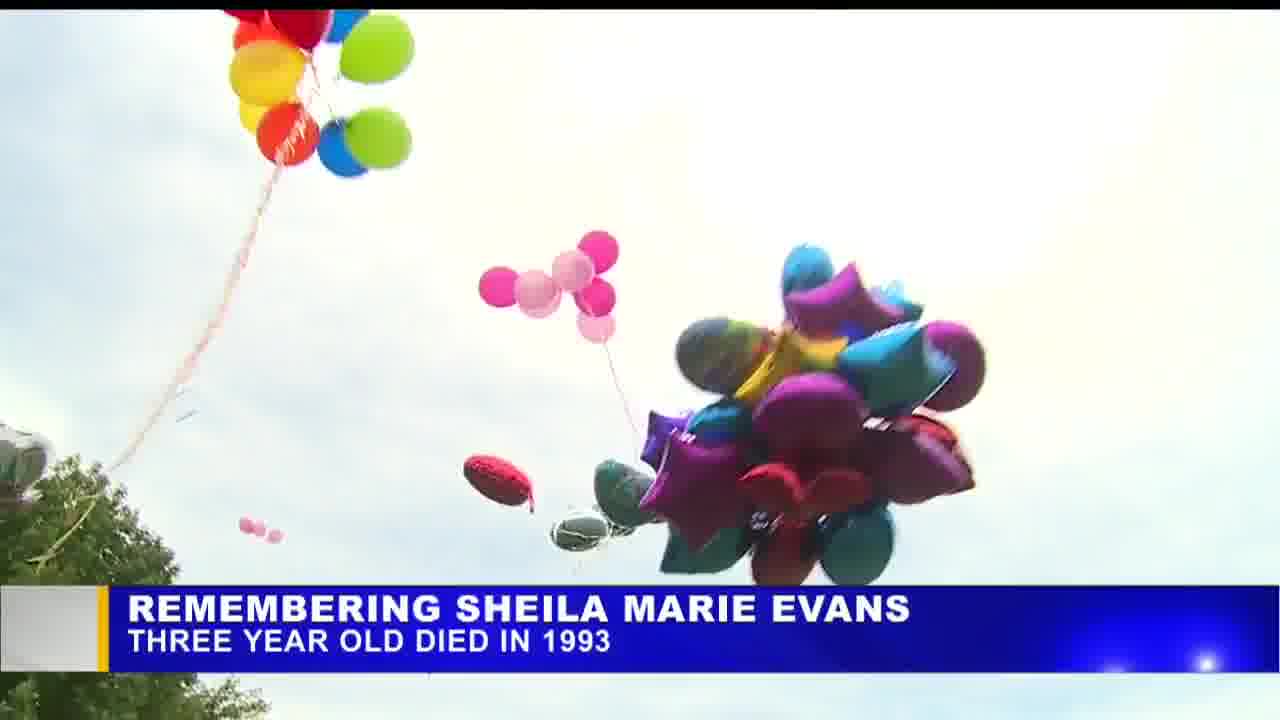 REMEMBERING SHEILA MARIE EVANS
THREE YEAR OLD DIED IN 1993